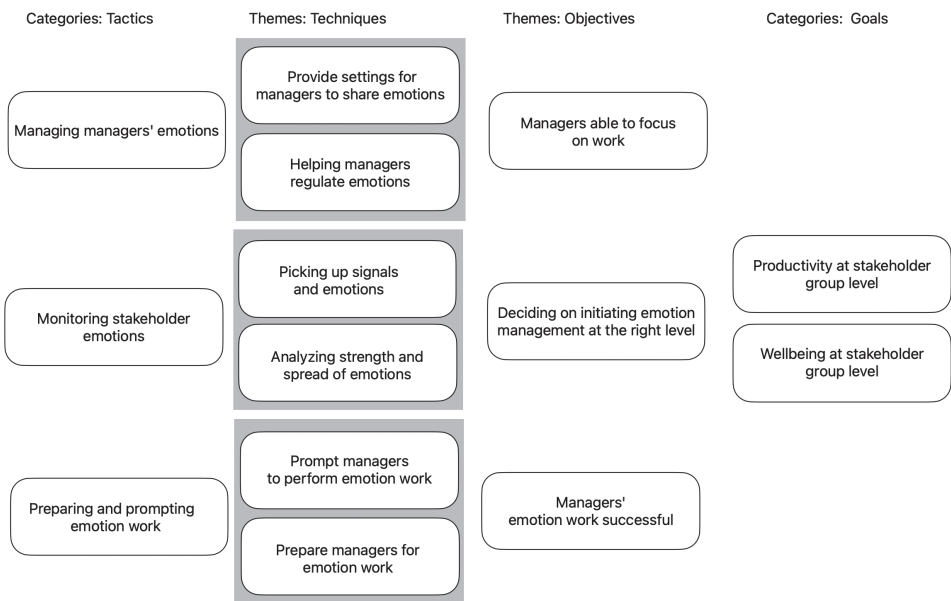 Categories: Tactics
Themes: Techniques
Themes: Objectives
Categories:  Goals
Managing managers' emotions
Provide settings for
managers to share emotions
Helping managers
regulate emotions
Managers able to focus
on work
Monitoring stakeholder
emotions
Picking up signals
and emotions
Analyzing strength and
spread of emotions
Deciding on initiating emotion
management at the right level
Productivity at stakeholder
group level
Wellbeing at stakeholder
group level
Preparing and prompting
emotion work
Prompt managers
to perform emotion work
Prepare managers for
emotion work
Managers'
emotion work successful